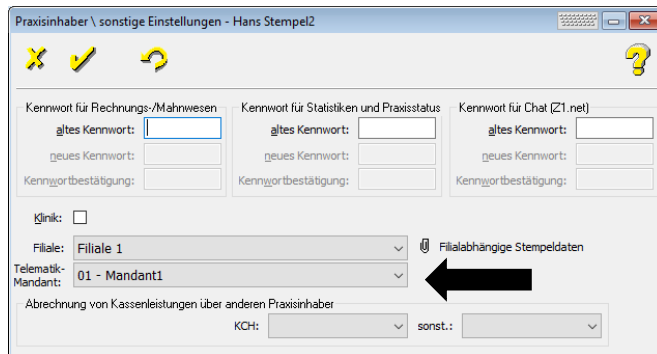 Praxisinhaber \ sonstige Einstellungen - Hans Stempel2
Kennwort für Rechnungs-/Mahnwesen
altes Kennwort:
neues Kennwort:
Kennwortbestätigung:
Kennwort für Statistiken und Praxisstatus
altes Kennwort:
neues Kennwort:
Kennwortbestätigung:
Kennwort für Chat (Z1.net)
altes Kennwort:
neues Kennwort:
Kennwortbestätigung:
Klinik:
Filiale: Filiale 1 Filialabhängige Stempeldaten
Telematik-
Mandant: 01 - Mandant1
Abrechnung von Kassenleistungen über anderen Praxisinhaber
KCH: sonst.: